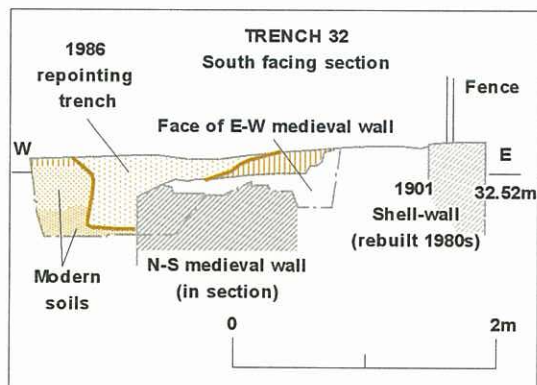 TRENCH 32
South facing section
1986
repointing
trench
Fence
Face of E-W medieval wall
W
E
1901
32.52m
Shell-wall
(rebuilt 1980s)
N-S medieval wall
(in section)
Modern
soils
0
2m